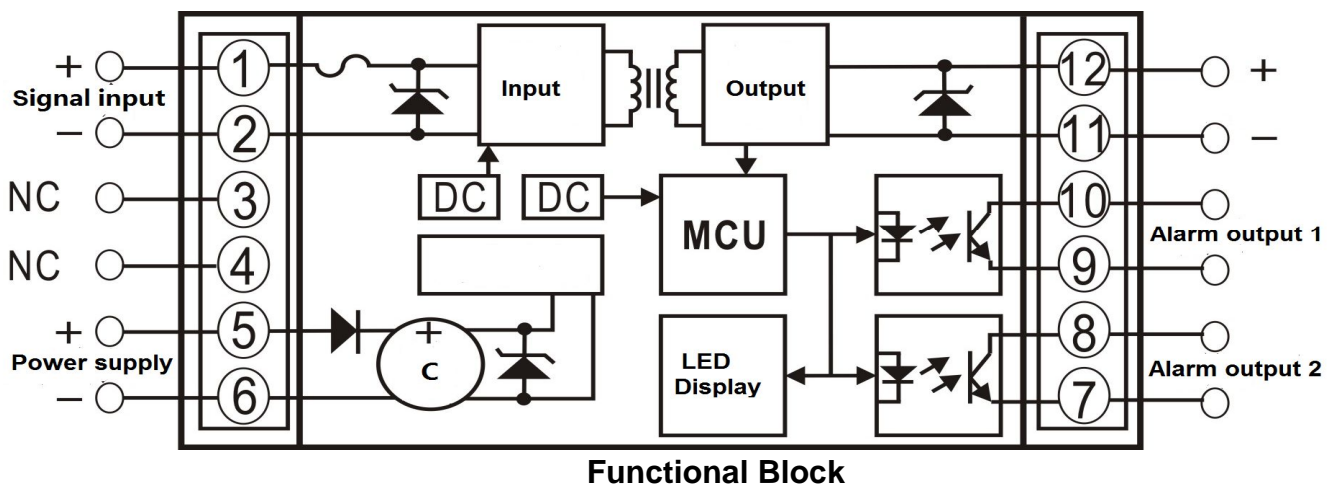 +
Signal input
−
NC
NC
+
Power supply
−
1
2
3
4
5
6
Input
Output
DC
DC
MCU
+
C
LED
Display
12
11
10
9
8
7
+
−
Alarm output 1
Alarm output 2
Functional Block